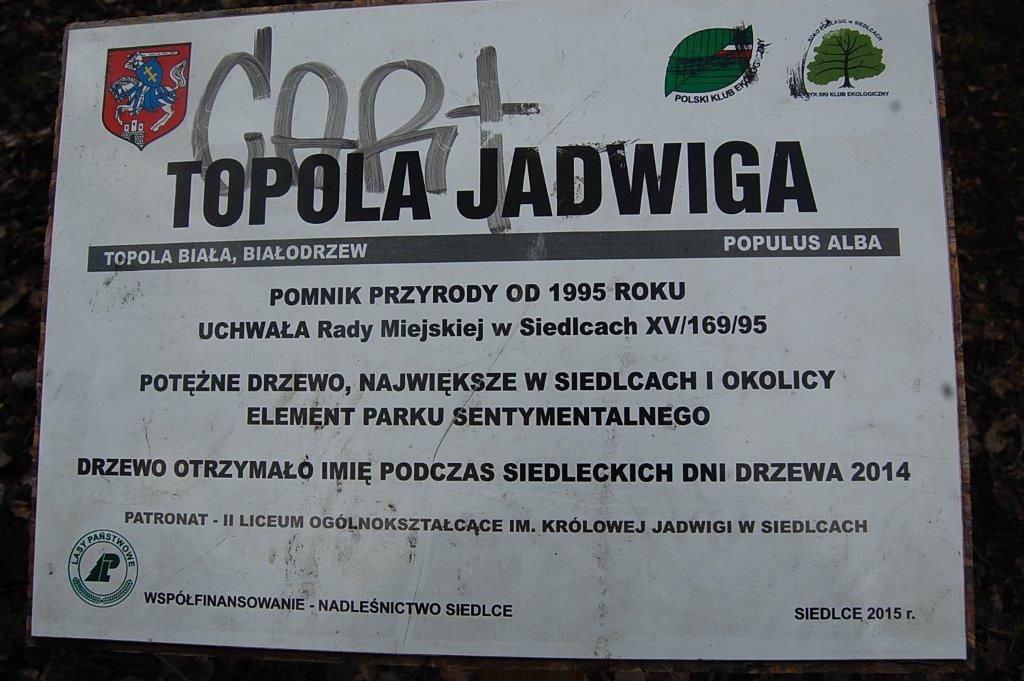 CART
POLSKI KLUB EKOLOGICZNY
POLSKI KLUB EKOLOGICZNY
TOPOLA JADWIGA
TOPOLA BIAŁA, BIAŁODRZEW POPULUS ALBA
POMNIK PRZYRODY OD 1995 ROKU
UCHWAŁA Rady Miejskiej w Siedlcach XV/169/95
POTĘŻNE DRZEWO, NAJWIĘKSZE W SIEDLCACH I OKOLICY
ELEMENT PARKU SENTYMENTALNEGO
DRZEWO OTRZYMAŁO IMIĘ PODCZAS SIEDLECKICH DNI DRZEWA 2014
PATRONAT - II LICEUM OGÓLNOKSZTAŁCĄCE IM. KRÓLOWEJ JADWIGI W SIEDLCACH
LASY PAŃSTWOWE
WSPÓŁFINANSOWANIE - NADLEŚNICTWO SIEDLCE
SIEDLCE 2015 r.